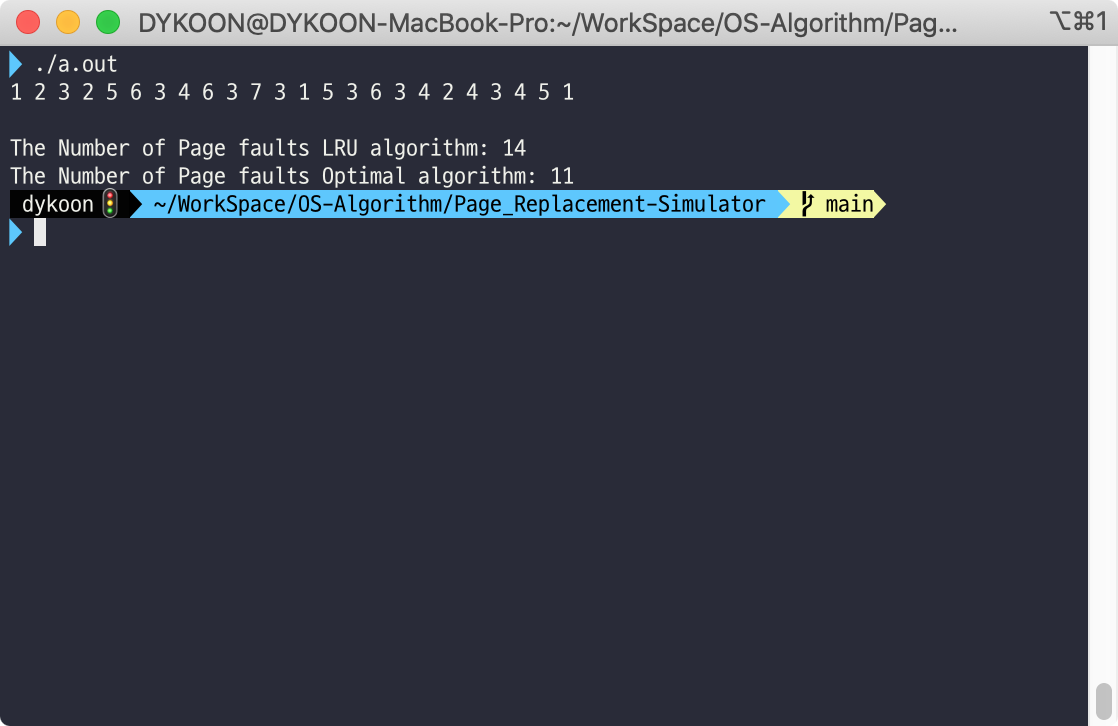 DYKOON@DYKOON-MacBook-Pro:~/WorkSpace/OS-Algorithm/Pag... ⌥⌘1
./a.out
1 2 3 2 5 6 3 4 6 3 7 3 1 5 3 6 3 4 2 4 3 4 5 1
The Number of Page faults LRU algorithm: 14
The Number of Page faults Optimal algorithm: 11
dykoon🚦 ~/WorkSpace/OS-Algorithm/Page_Replacement-Simulator main